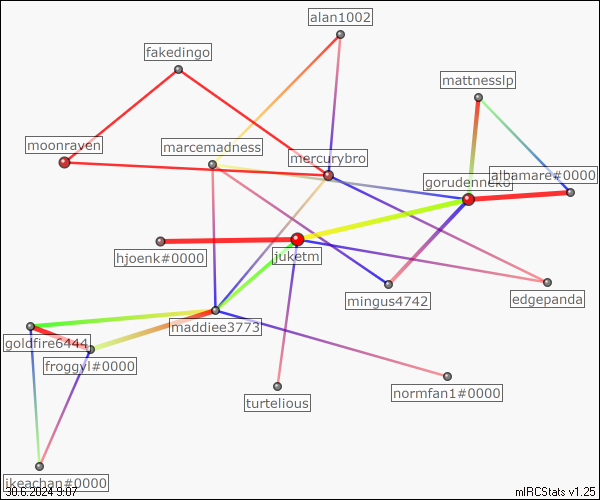 alan1002
fakedingo
mattnesslp
moonraven
marcemadness
mercurybro
albamare#0000
gorudenneko
hjoenk#0000
juketm
mingus4742
edgepanda
maddiee3773
goldfire6444
froggyl#0000
turtelious
normfan1#0000
ikeachan#0000
30.6.2024 9:07
mIRCStats v1.25